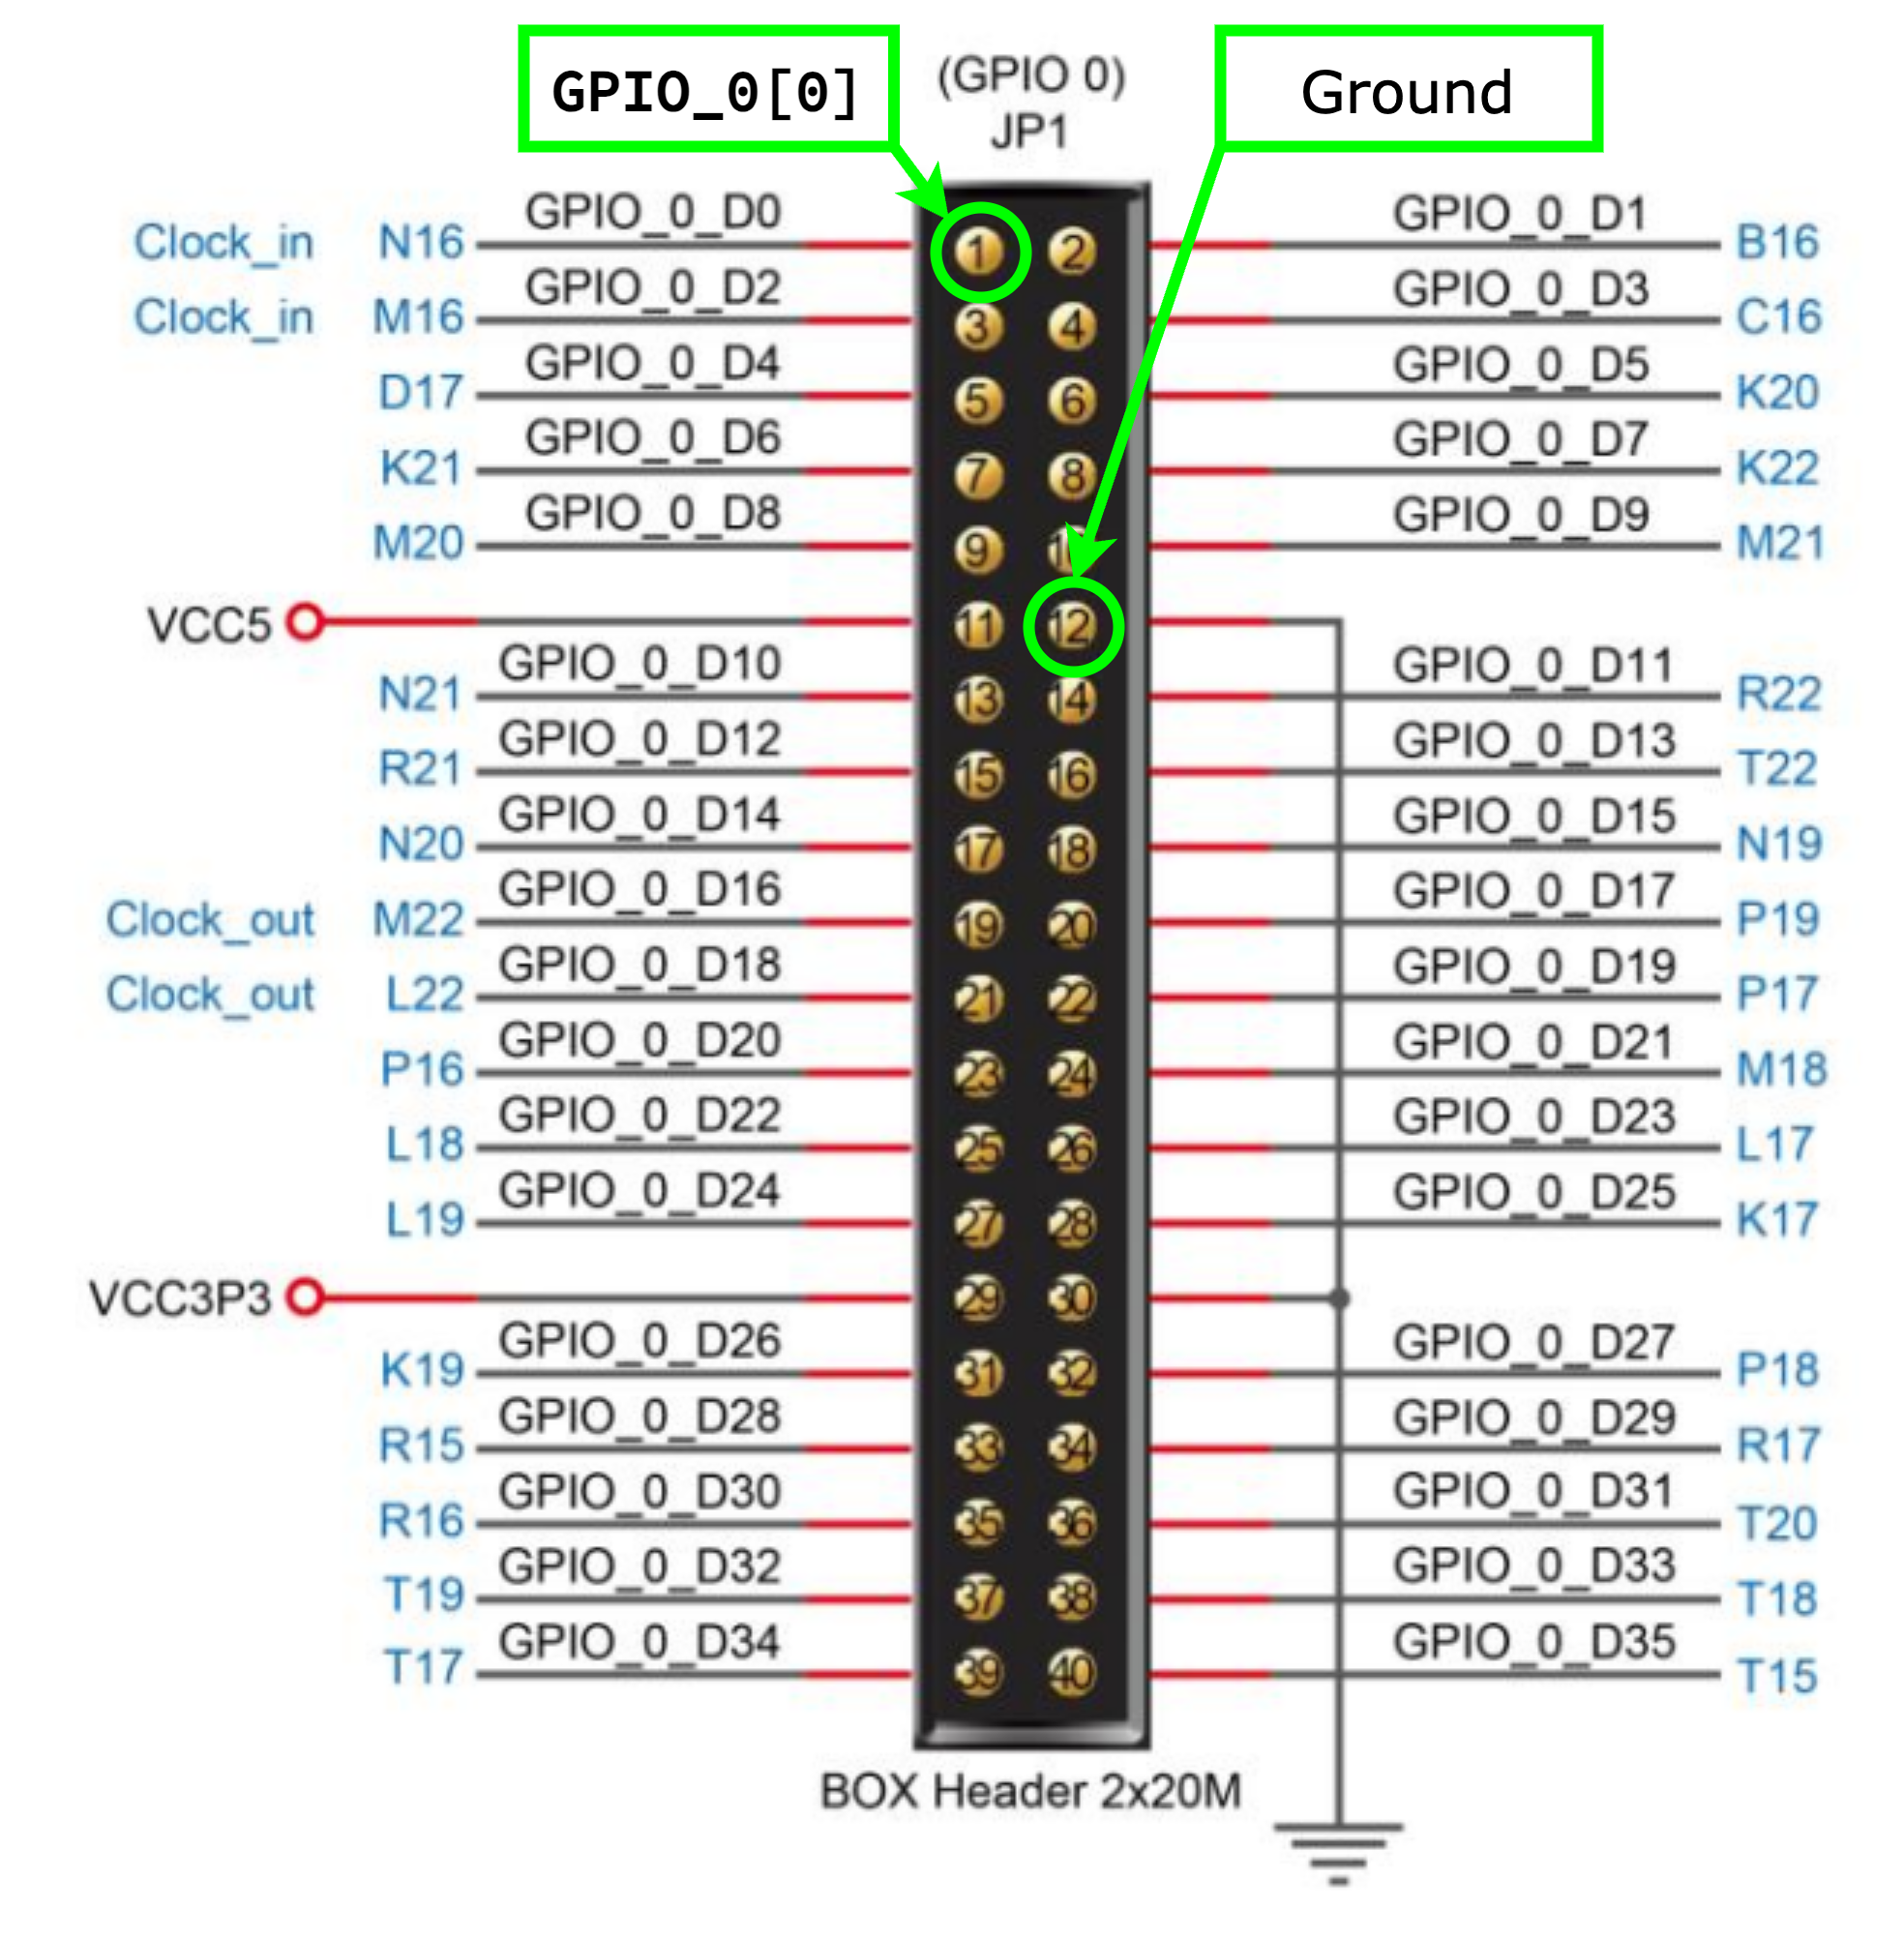 GPIO_0[0]
(GPIO 0)
JP1
Ground
Clock_in N16 GPIO_0_D0 1 2 GPIO_0_D1 B16
Clock_in M16 GPIO_0_D2 3 4 GPIO_0_D3 C16
D17 GPIO_0_D4 5 6 GPIO_0_D5 K20
K21 GPIO_0_D6 7 8 GPIO_0_D7 K22
M20 GPIO_0_D8 9 10 GPIO_0_D9 M21
VCC5 11 12
N21 GPIO_0_D10 13 14 GPIO_0_D11 R22
R21 GPIO_0_D12 15 16 GPIO_0_D13 T22
N20 GPIO_0_D14 17 18 GPIO_0_D15 N19
Clock_out M22 GPIO_0_D16 19 20 GPIO_0_D17 P19
Clock_out L22 GPIO_0_D18 21 22 GPIO_0_D19 P17
P16 GPIO_0_D20 23 24 GPIO_0_D21 M18
L18 GPIO_0_D22 25 26 GPIO_0_D23 L17
L19 GPIO_0_D24 27 28 GPIO_0_D25 K17
VCC3P3 29 30
K19 GPIO_0_D26 31 32 GPIO_0_D27 P18
R15 GPIO_0_D28 33 34 GPIO_0_D29 R17
R16 GPIO_0_D30 35 36 GPIO_0_D31 T20
T19 GPIO_0_D32 37 38 GPIO_0_D33 T18
T17 GPIO_0_D34 39 40 GPIO_0_D35 T15
BOX Header 2x20M